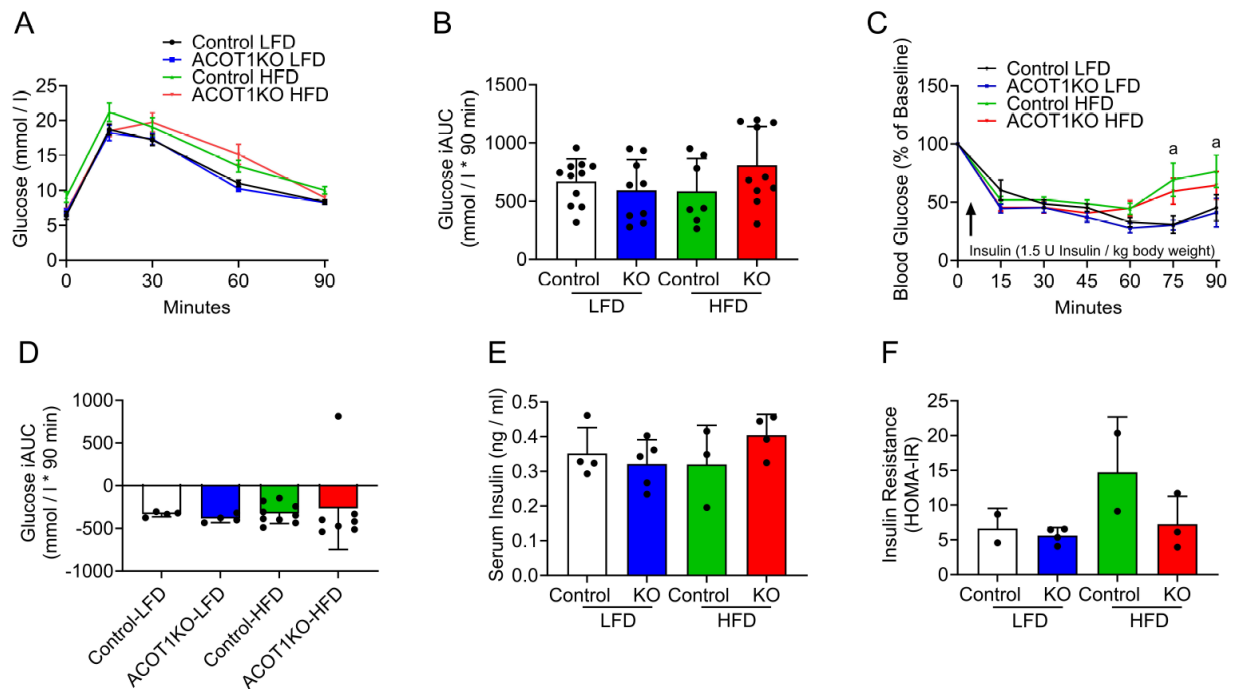 A
Control LFD
ACOT1KO LFD
Control HFD
ACOT1KO HFD
Glucose (mmol / l)
25
20
15
10
5
0
0 30 60 90
Minutes
B
Glucose iAUC
(mmol / l * 90 min)
1500
1000
500
0
Control KO Control KO
LFD HFD
C
Control LFD
ACOT1KO LFD
Control HFD
ACOT1KO HFD
Blood Glucose (% of Baseline)
150
100
50
0
a a
Insulin (1.5 U Insulin / kg body weight)
0 15 30 45 60 75 90
Minutes
D
Glucose iAUC
(mmol / l * 90 min)
1000
500
0
-500
-1000
Control-LFD
ACOT1KO-LFD
Control-HFD
ACOT1KO-HFD
E
Serum Insulin (ng / ml)
0.5
0.4
0.3
0.2
0.1
0.0
Control KO Control KO
LFD HFD
F
Insulin Resistance
(HOMA-IR)
25
20
15
10
5
0
Control KO Control KO
LFD HFD